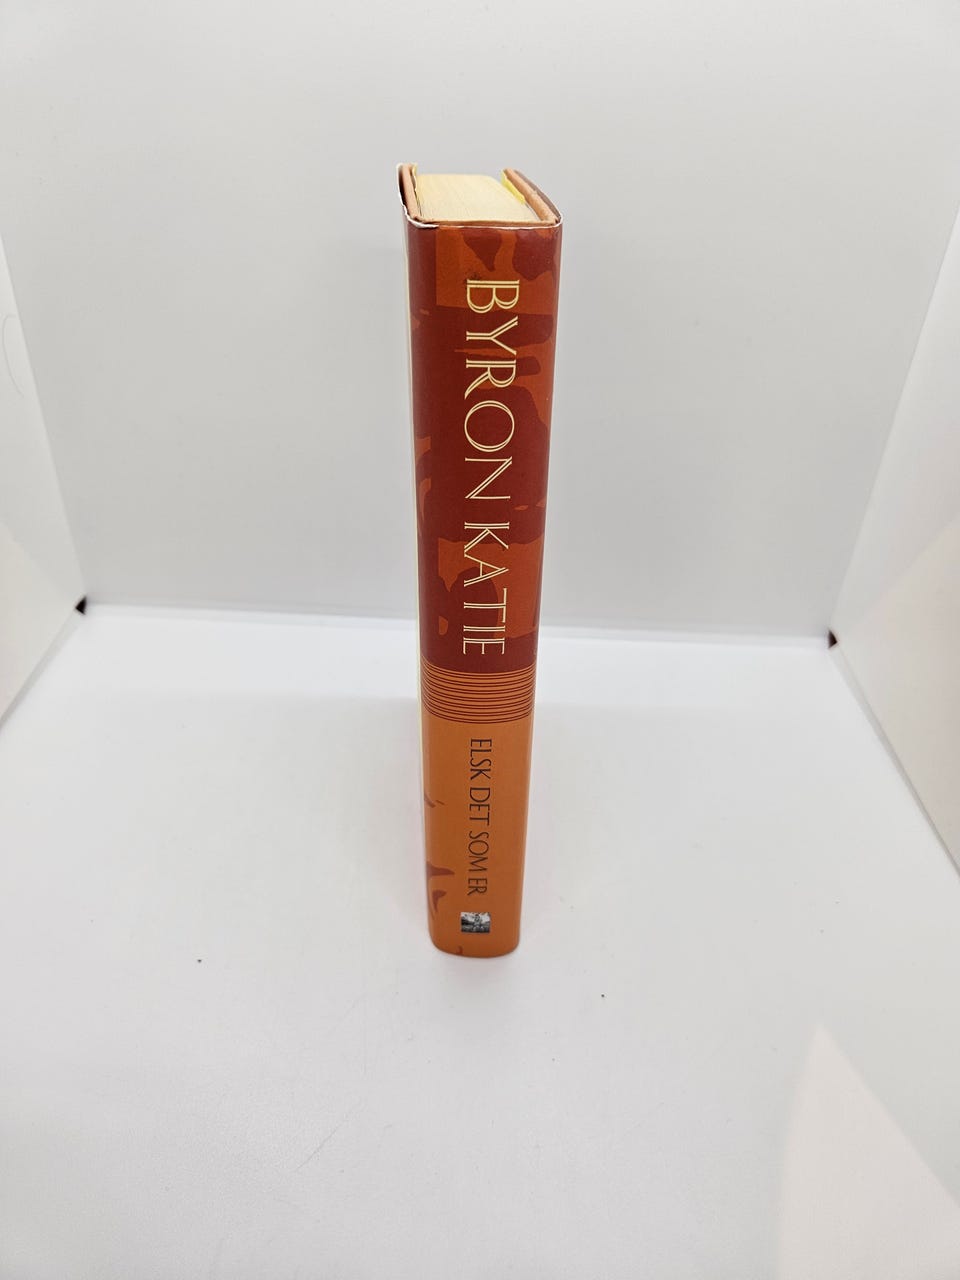 BYRON KATIE
ELSK DET SOM ER